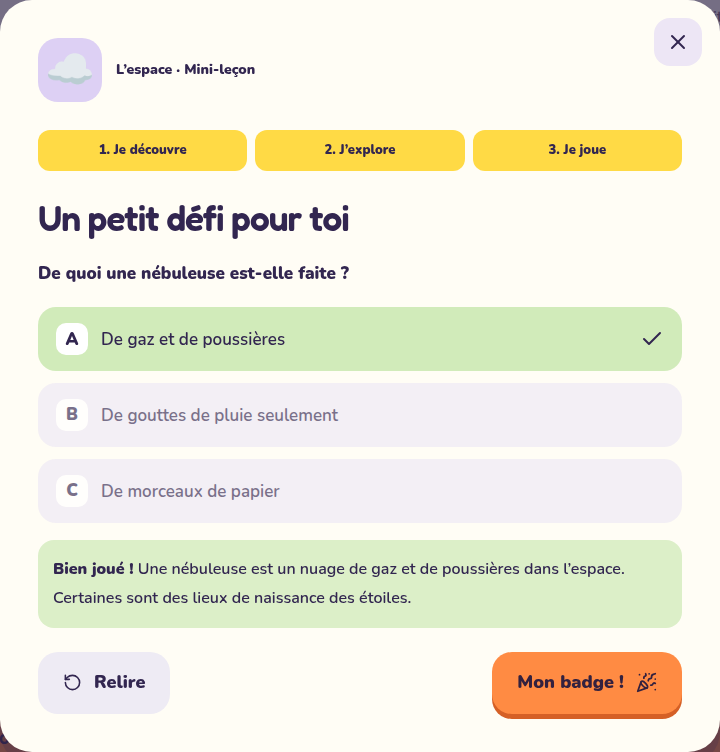 L’espace · Mini-leçon
1. Je découvre
2. J’explore
3. Je joue
Un petit défi pour toi
De quoi une nébuleuse est-elle faite ?
A De gaz et de poussières
B De gouttes de pluie seulement
C De morceaux de papier
Bien joué ! Une nébuleuse est un nuage de gaz et de poussières dans l’espace.
Certaines sont des lieux de naissance des étoiles.
Relire
Mon badge !